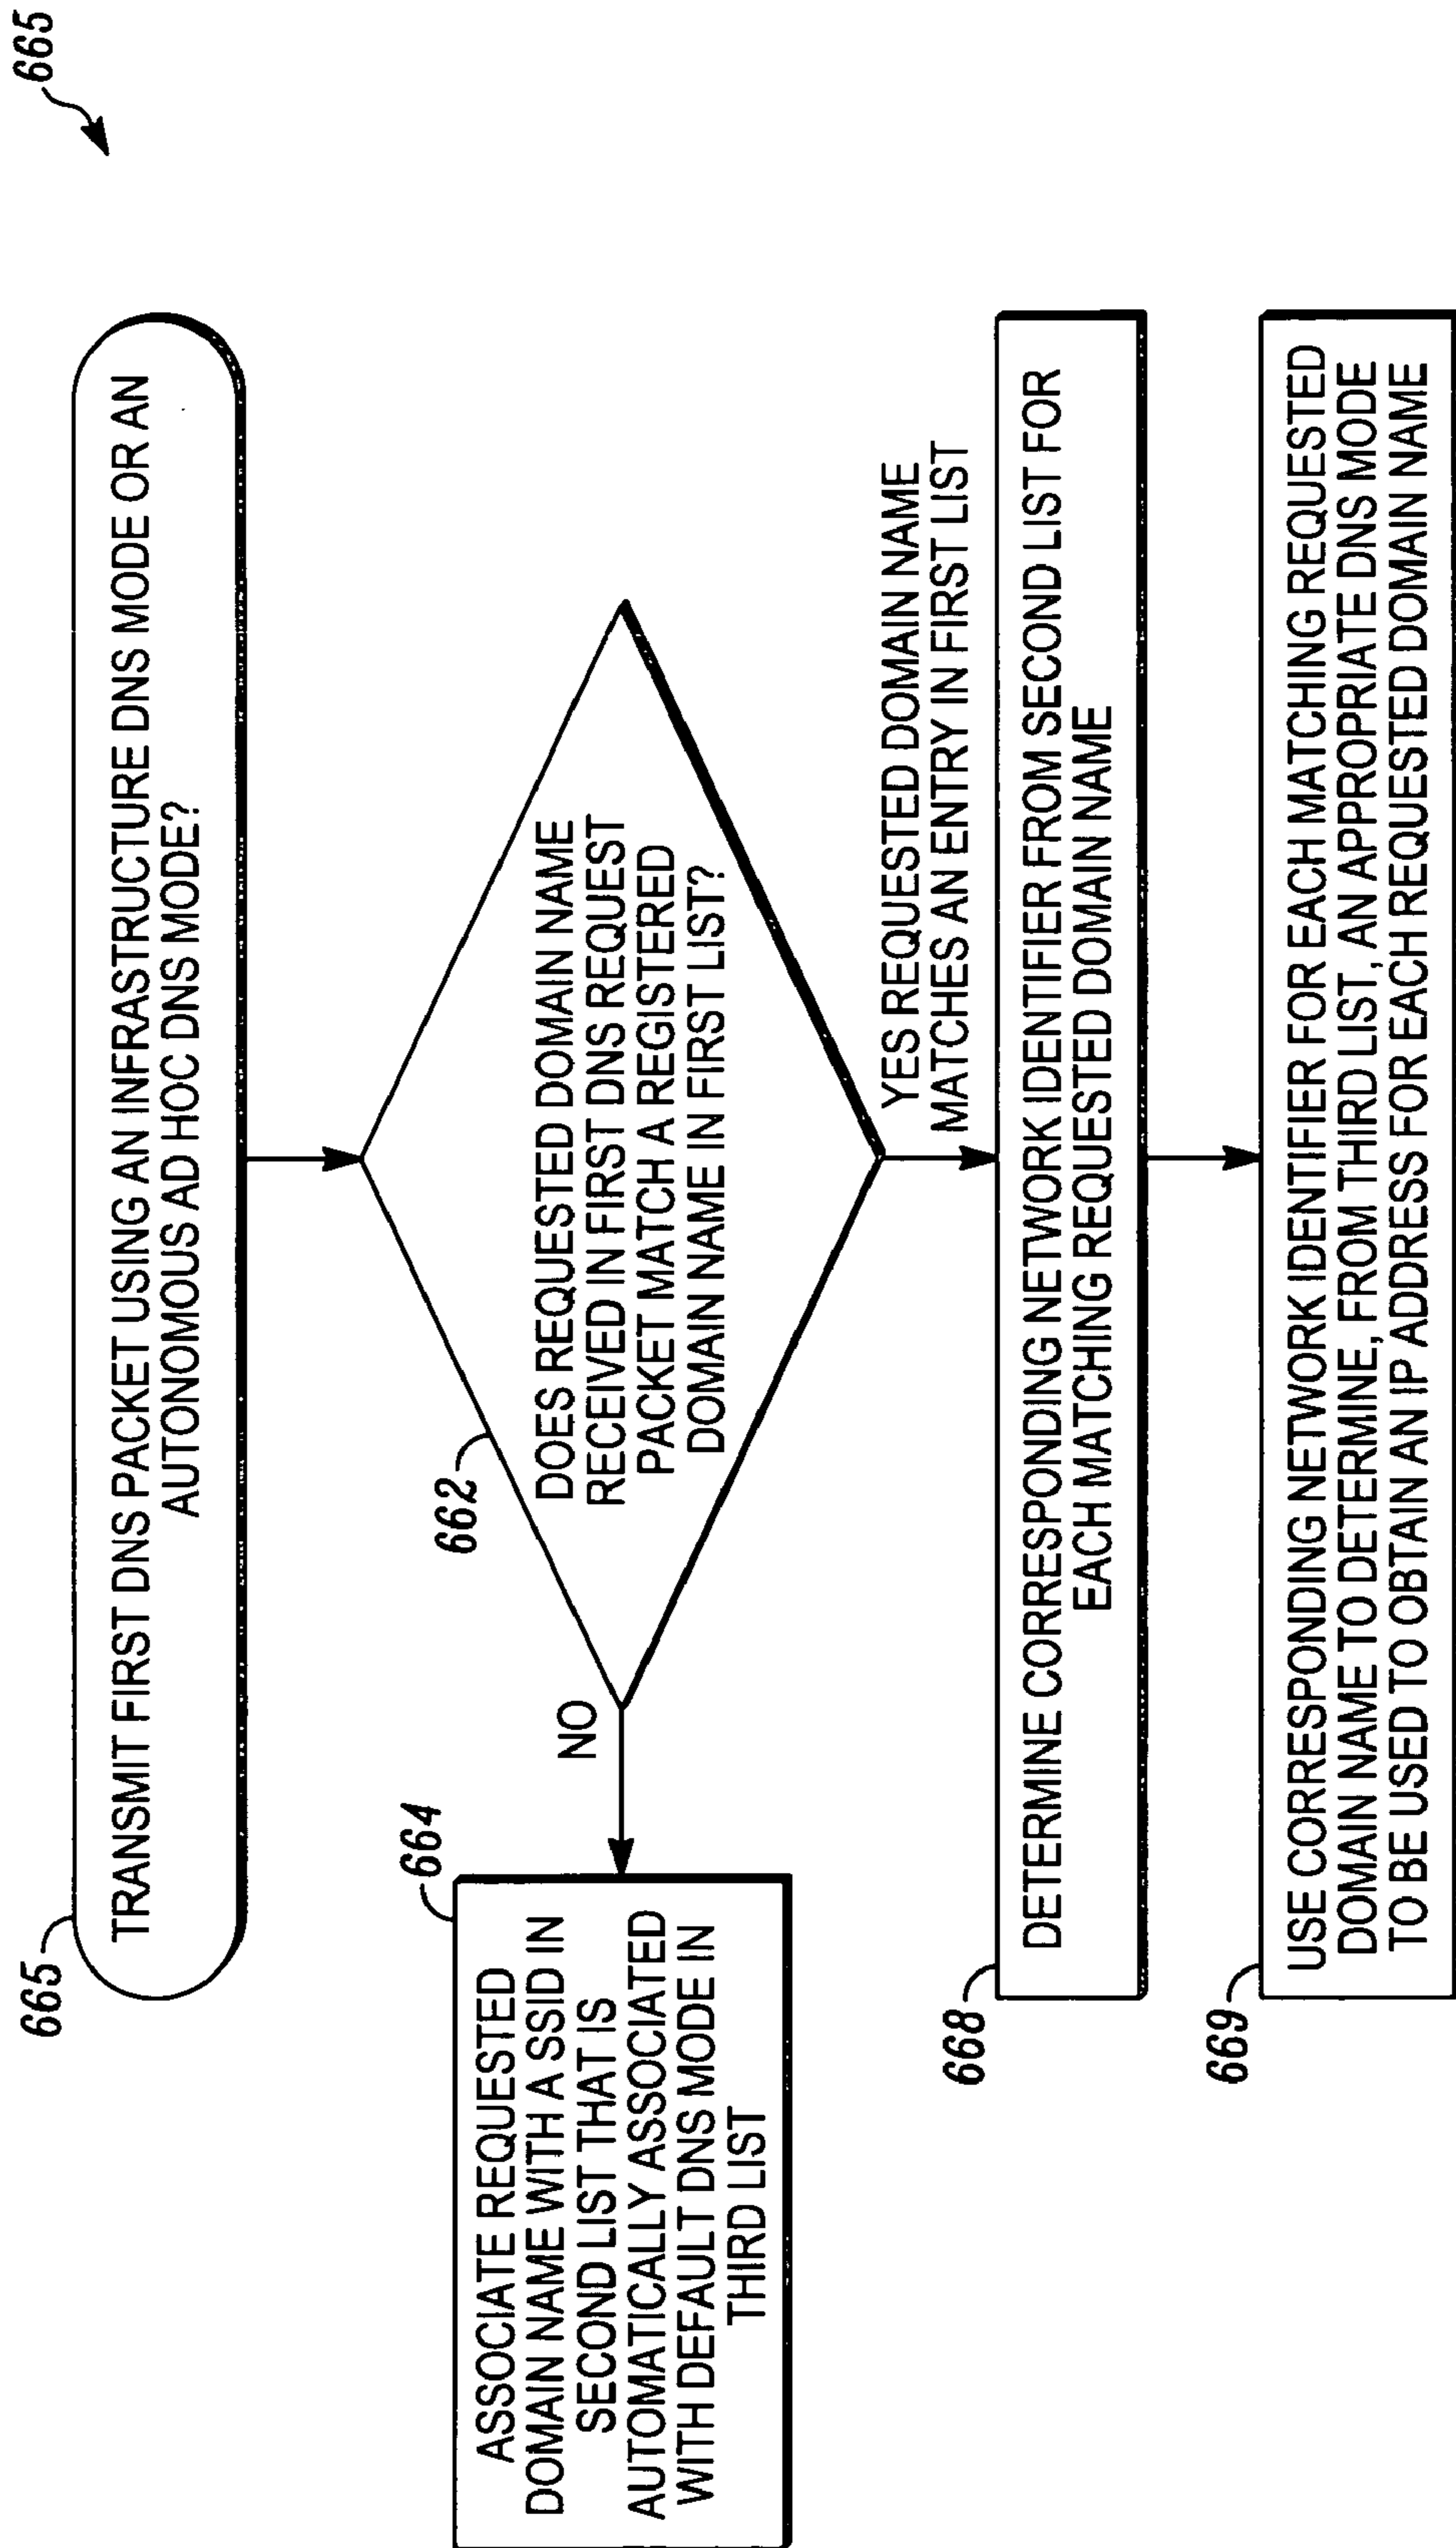 665
665
TRANSMIT FIRST DNS PACKET USING AN INFRASTRUCTURE DNS MODE OR AN
AUTONOMOUS AD HOC DNS MODE?
662
DOES REQUESTED DOMAIN NAME
RECEIVED IN FIRST DNS REQUEST
PACKET MATCH A REGISTERED
DOMAIN NAME IN FIRST LIST?
NO
664
ASSOCIATE REQUESTED
DOMAIN NAME WITH A SSID IN
SECOND LIST THAT IS
AUTOMATICALLY ASSOCIATED
WITH DEFAULT DNS MODE IN
THIRD LIST
YES REQUESTED DOMAIN NAME
MATCHES AN ENTRY IN FIRST LIST
668
DETERMINE CORRESPONDING NETWORK IDENTIFIER FROM SECOND LIST FOR
EACH MATCHING REQUESTED DOMAIN NAME
669
USE CORRESPONDING NETWORK IDENTIFIER FOR EACH MATCHING REQUESTED
DOMAIN NAME TO DETERMINE, FROM THIRD LIST, AN APPROPRIATE DNS MODE
TO BE USED TO OBTAIN AN IP ADDRESS FOR EACH REQUESTED DOMAIN NAME